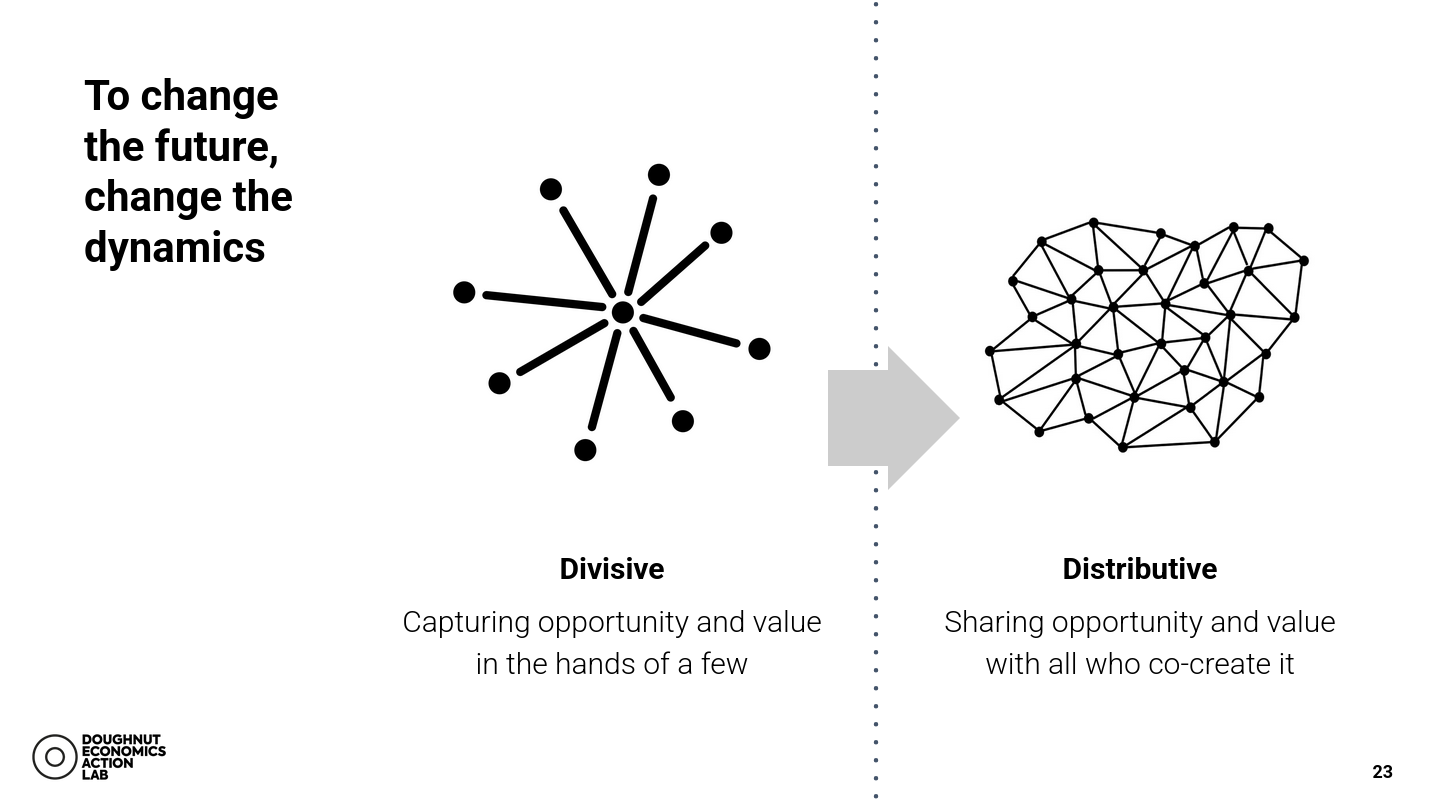 To change
the future,
change the
dynamics
Divisive
Capturing opportunity and value
in the hands of a few
Distributive
Sharing opportunity and value
with all who co-create it
DOUGHNUT
ECONOMICS
ACTION
LAB
23